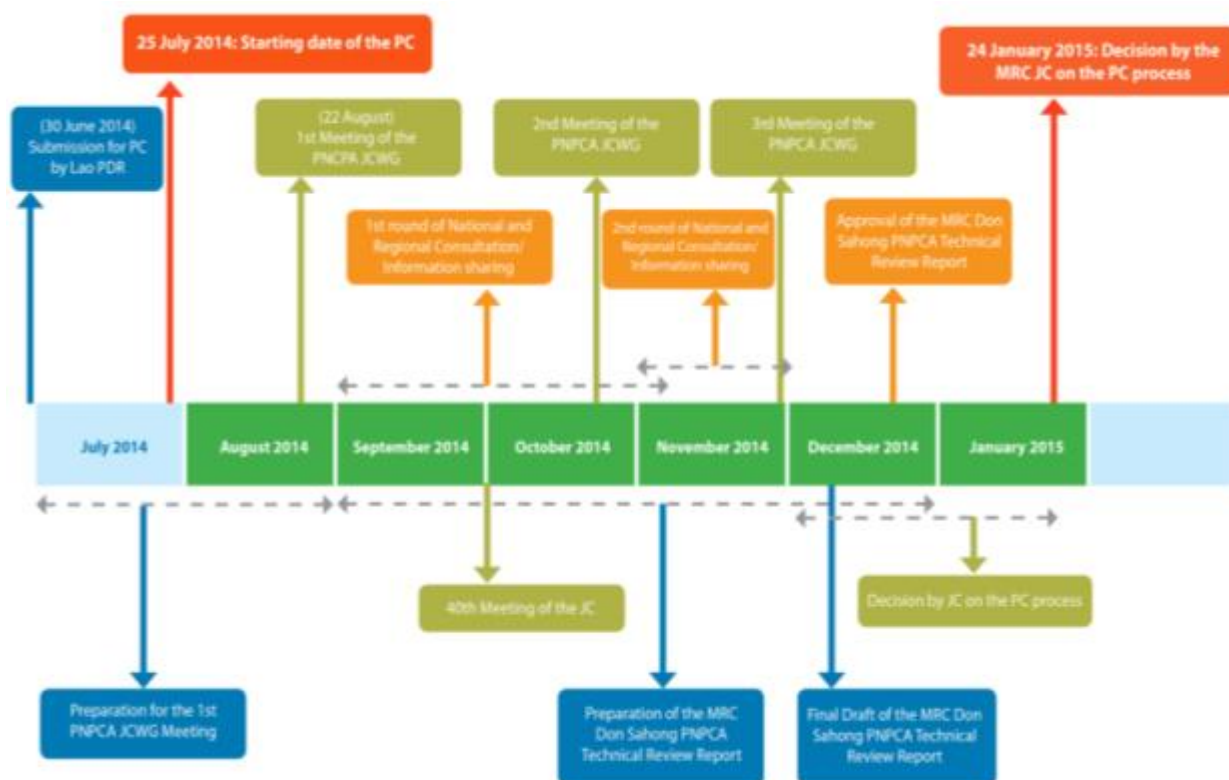 25 July 2014: Starting date of the PC
24 January 2015: Decision by the
MRC JC on the PC process
(30 June 2014)
Submission for PC
by Lao PDR
(22 August)
1st Meeting of the
PNCPA JCWG
2nd Meeting of the
PNPCA JCWG
3rd Meeting of the
PNPCA JCWG
1st round of National and
Regional Consultation/
Information sharing
2nd round of National and
Regional Consultation/
Information sharing
Approval of the MRC Don
Sahong PNPCA Technical
Review Report
July 2014
August 2014
September 2014
October 2014
November 2014
December 2014
January 2015
40th Meeting of the JC
Decision by JC on the PC process
Preparation for the 1st
PNPCA JCWG Meeting
Preparation of the MRC
Don Sahong PNPCA
Technical Review Report
Final Draft of the MRC Don
Sahong PNPCA Technical
Review Report